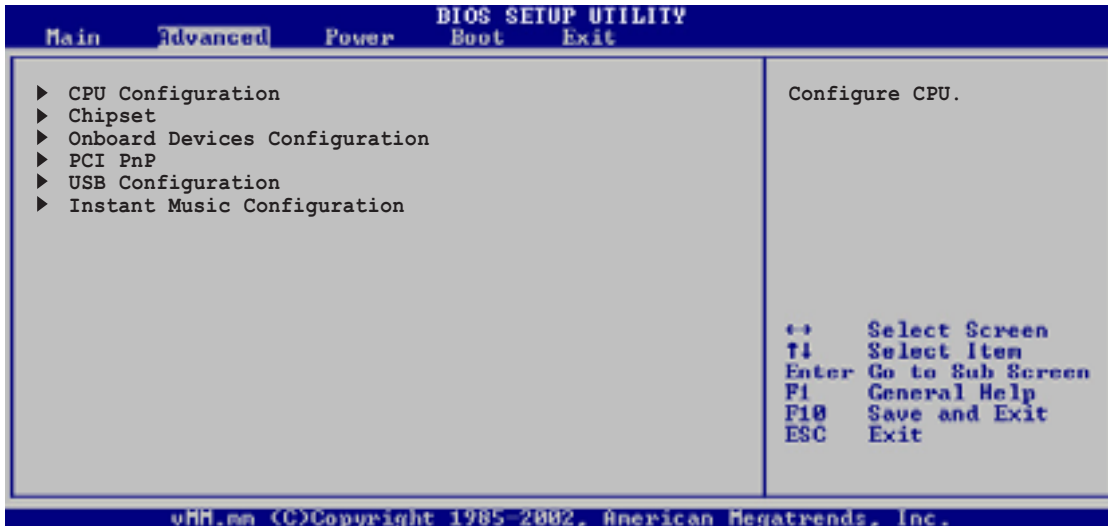 BIOS SETUP UTILITY
Main Advanced Power Boot Exit
CPU Configuration
Chipset
Onboard Devices Configuration
PCI PnP
USB Configuration
Instant Music Configuration
Configure CPU.
↔ Select Screen
↑↓ Select Item
Enter Go to Sub Screen
F1 General Help
F10 Save and Exit
ESC Exit
vMM.mm (C)Copyright 1985-2002, American Megatrends, Inc.